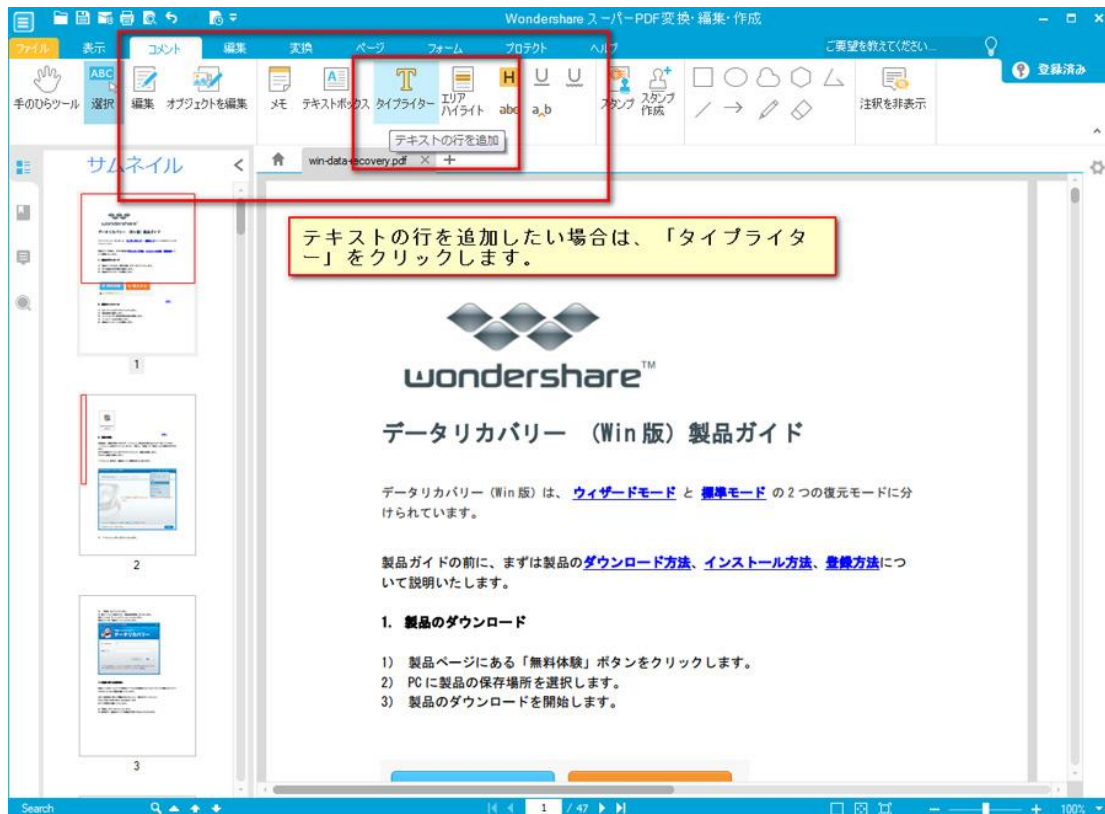 Wondershare スーパーPDF変換・編集・作成
ファイル 表示 コメント 編集 変換 ページ フォーム プロテクト ヘルプ ご要望を教えてください...
登録済み
手のひらツール 選択 編集 オブジェクトを編集 メモ テキストボックス タイプライター エリアハイライト スタンプ スタンプ作成 注釈を非表示
ABC A T H U U abc a b
テキストの行を追加
サムネイル
win-data-recovery.pdf
テキストの行を追加したい場合は、「タイプライタ
ー」をクリックします。
wondershare™
データリカバリー (Win版) 製品ガイド
データリカバリー (Win版) は、 ウィザードモード と 標準モード の2つの復元モードに分
けられています。
製品ガイドの前に、まずは製品のダウンロード方法、インストール方法、登録方法につ
いて説明いたします。
1. 製品のダウンロード
1) 製品ページにある「無料体験」ボタンをクリックします。
2) PCに製品の保存場所を選択します。
3) 製品のダウンロードを開始します。
1
2
3
Search 1 / 47 100%